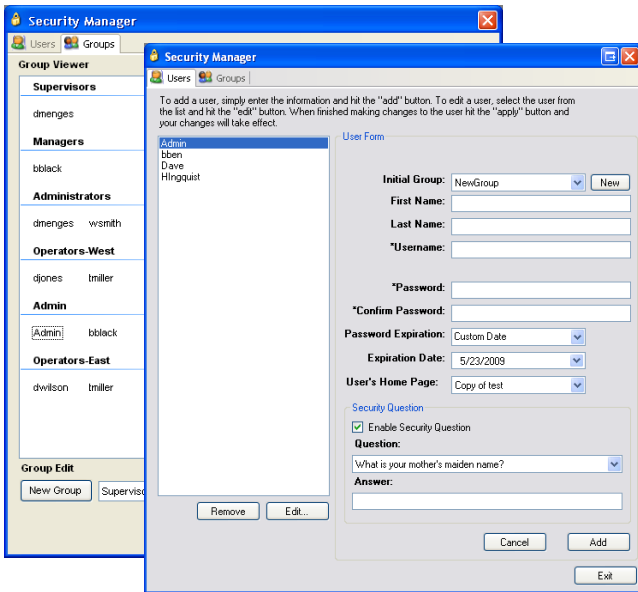 Security Manager
Users Groups
Group Viewer
Supervisors
dmenges
Managers
bblack
Administrators
dmenges wsmith
Operators-West
djones tmiller
Admin
Admin bblack
Operators-East
dwilson tmiller
Group Edit
New Group Superviso
Security Manager
Users Groups
To add a user, simply enter the information and hit the "add" button. To edit a user, select the user from
the list and hit the "edit" button. When finished making changes to the user hit the "apply" button and
your changes will take effect.
Admin
bben
Dave
HIngquist
Remove Edit...
User Form
Initial Group: NewGroup New
First Name:
Last Name:
*Username:
*Password:
*Confirm Password:
Password Expiration: Custom Date
Expiration Date: 5/23/2009
User's Home Page: Copy of test
Security Question
Enable Security Question
Question:
What is your mother's maiden name?
Answer:
Cancel Add
Exit